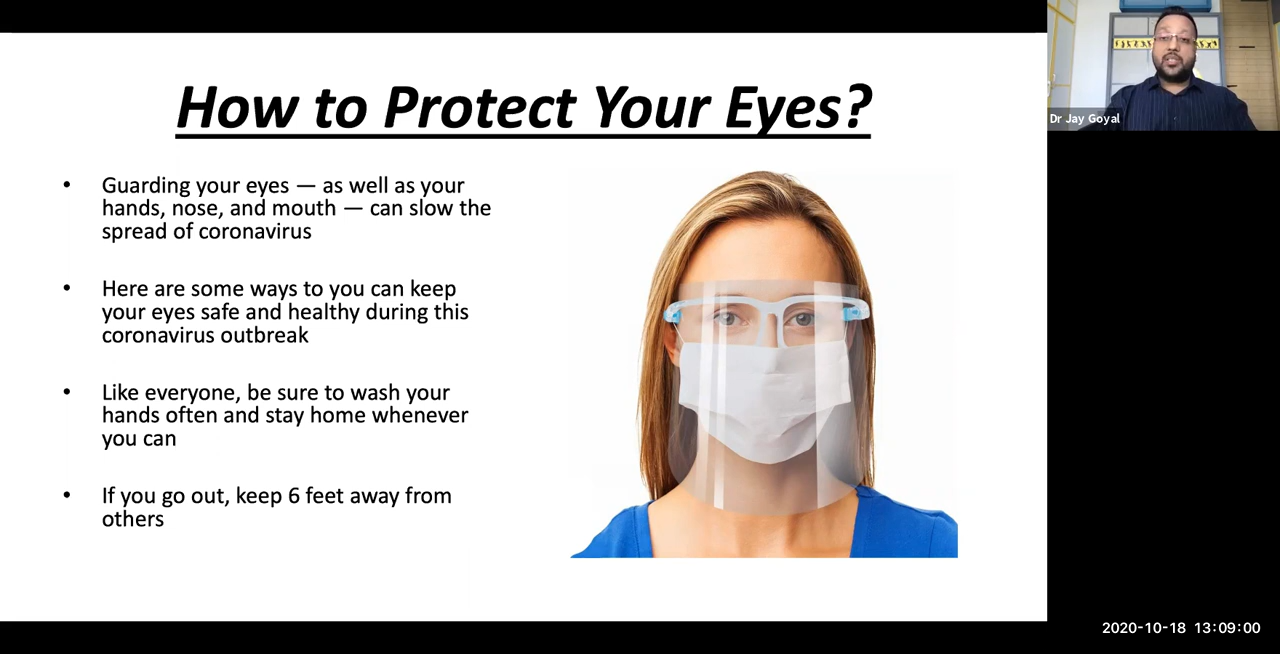 How to Protect Your Eyes?
• Guarding your eyes — as well as your
hands, nose, and mouth — can slow the
spread of coronavirus
• Here are some ways to you can keep
your eyes safe and healthy during this
coronavirus outbreak
• Like everyone, be sure to wash your
hands often and stay home whenever
you can
• If you go out, keep 6 feet away from
others
Dr Jay Goyal
2020-10-18 13:09:00